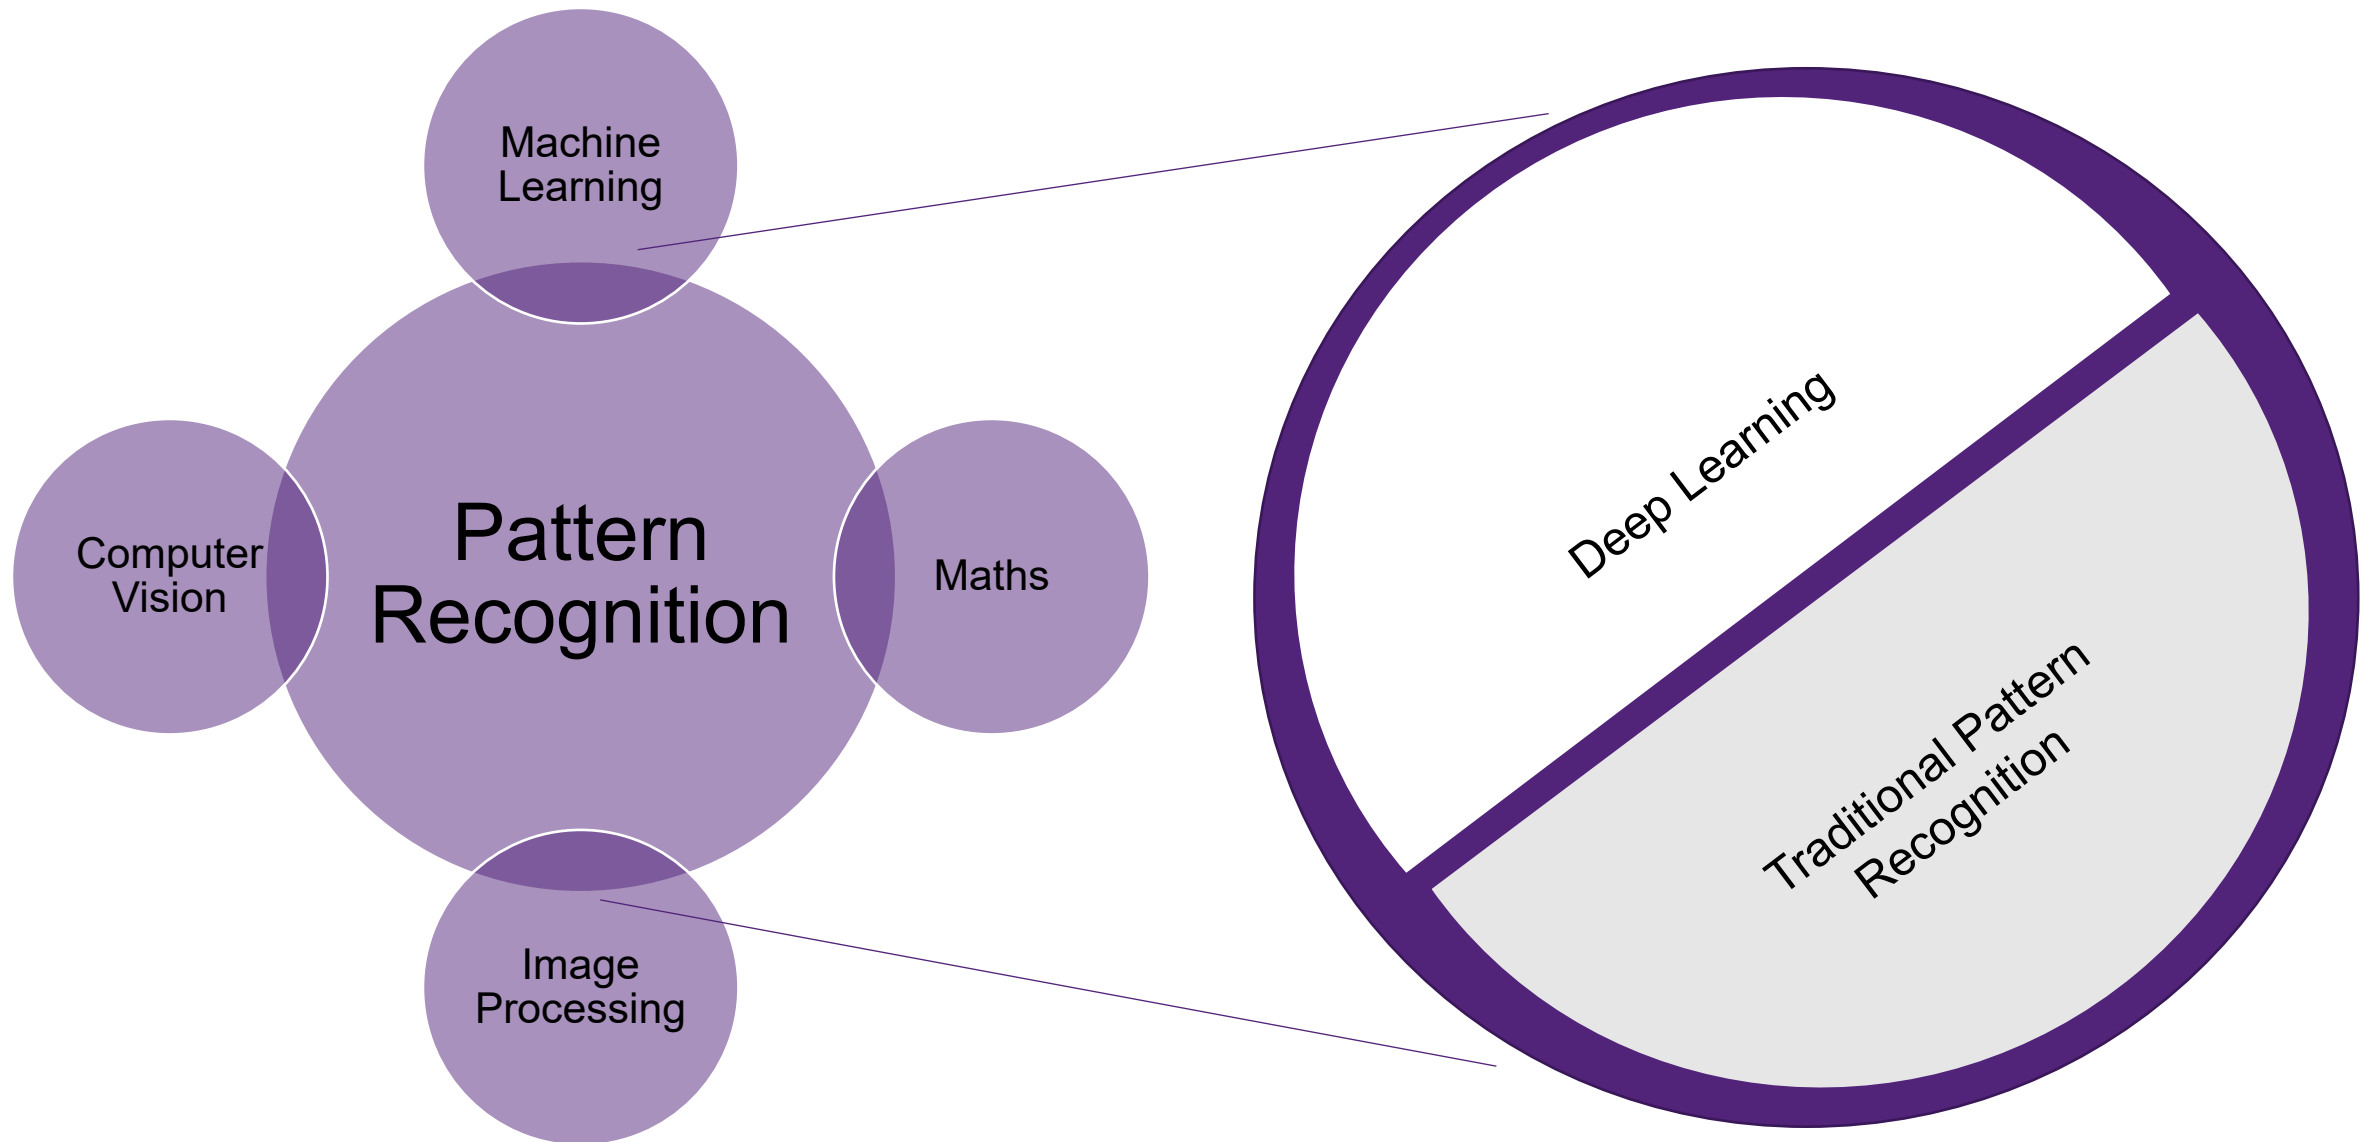 Machine
Learning
Computer
Vision
Pattern
Recognition
Maths
Image
Processing
Deep Learning
Traditional Pattern
Recognition